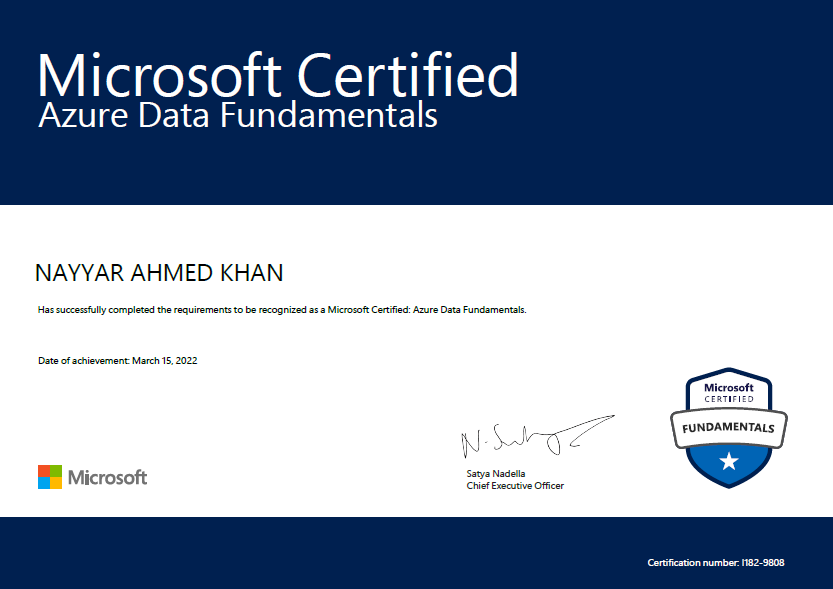 Microsoft Certified
Azure Data Fundamentals
NAYYAR AHMED KHAN
Has successfully completed the requirements to be recognized as a Microsoft Certified: Azure Data Fundamentals.
Date of achievement: March 15, 2022
Microsoft
CERTIFIED
FUNDAMENTALS
N. Satya
Satya Nadella
Chief Executive Officer
Microsoft
Certification number: I182-9808